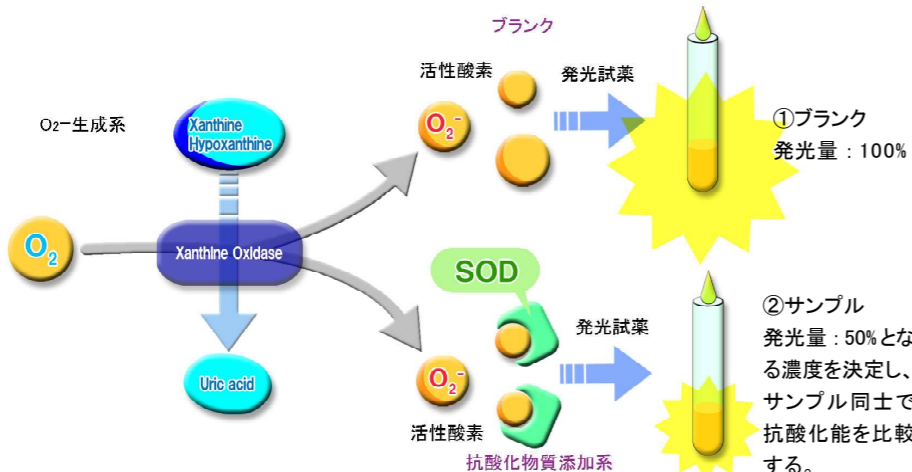 ブランク
活性酸素
発光試薬
O₂ー生成系
Xanthine
Hypoxanthine
O₂⁻
①ブランク
発光量：100%
O₂
Xanthine Oxidase
SOD
②サンプル
発光試薬
発光量：50%とな
る濃度を決定し、
サンプル同士で
抗酸化能を比較
する。
Uric acid
O₂⁻
活性酸素
抗酸化物質添加系